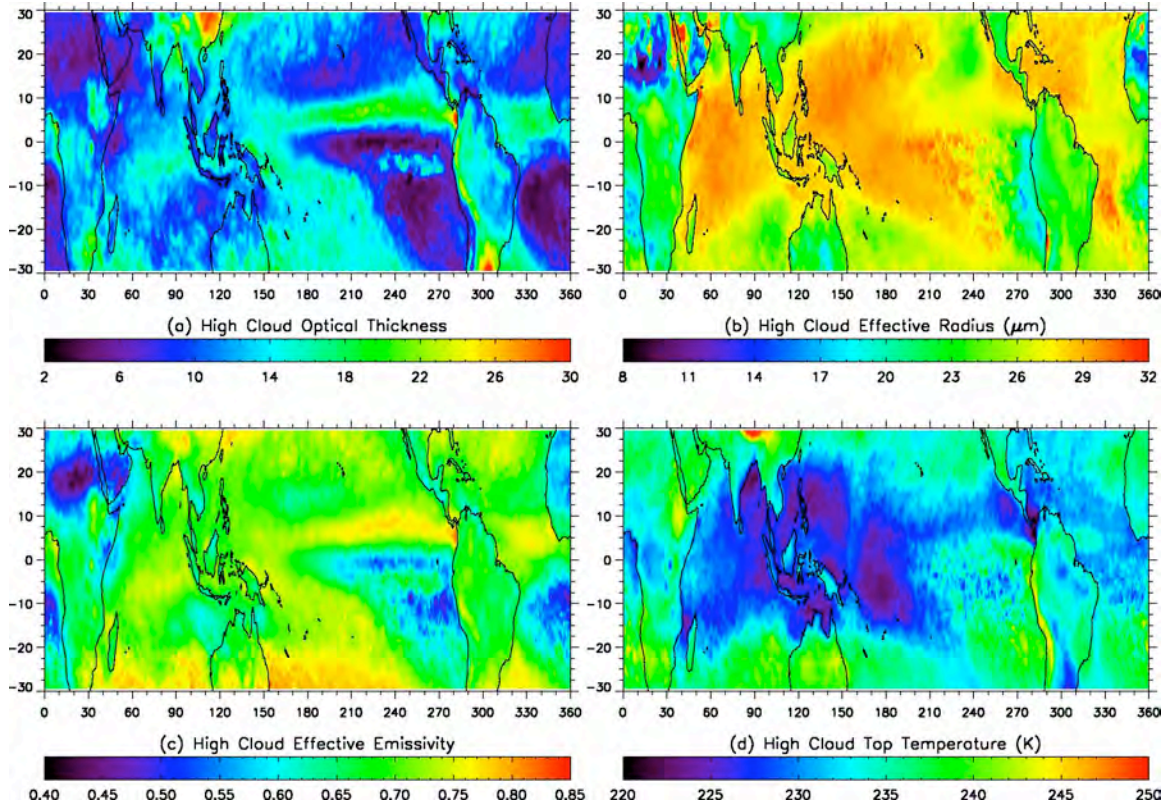 30
20
10
0
-10
-20
-30
0 30 60 90 120 150 180 210 240 270 300 330 360
(a) High Cloud Optical Thickness
2 6 10 14 18 22 26 30
30
20
10
0
-10
-20
-30
0 30 60 90 120 150 180 210 240 270 300 330 360
(b) High Cloud Effective Radius (μm)
8 11 14 17 20 23 26 29 32
30
20
10
0
-10
-20
-30
0 30 60 90 120 150 180 210 240 270 300 330 360
(c) High Cloud Effective Emissivity
0.40 0.45 0.50 0.55 0.60 0.65 0.70 0.75 0.80 0.85
30
20
10
0
-10
-20
-30
0 30 60 90 120 150 180 210 240 270 300 330 360
(d) High Cloud Top Temperature (K)
220 225 230 235 240 245 250